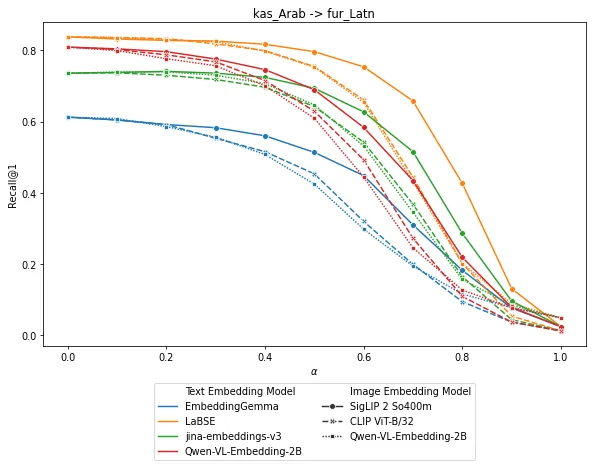 kas_Arab -> fur_Latn
Recall@1
0.8
0.6
0.4
0.2
0.0
0.0 0.2 0.4 0.6 0.8 1.0
α
Text Embedding Model
EmbeddingGemma
LaBSE
jina-embeddings-v3
Qwen-VL-Embedding-2B
Image Embedding Model
SigLIP 2 So400m
CLIP ViT-B/32
Qwen-VL-Embedding-2B